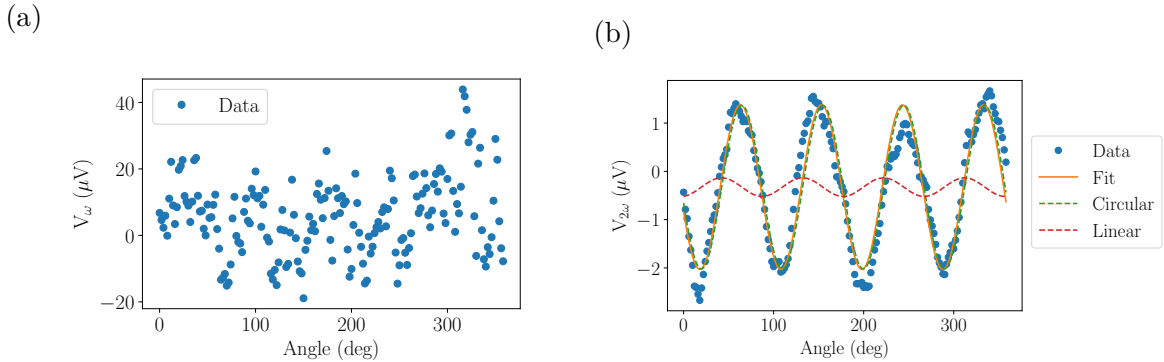 (a)
(b)
V_ω (μV)
40
20
0
−20
0
100
200
300
Angle (deg)
Data
V_2ω (μV)
1
0
−1
−2
0
100
200
300
Angle (deg)
Data
Fit
Circular
Linear